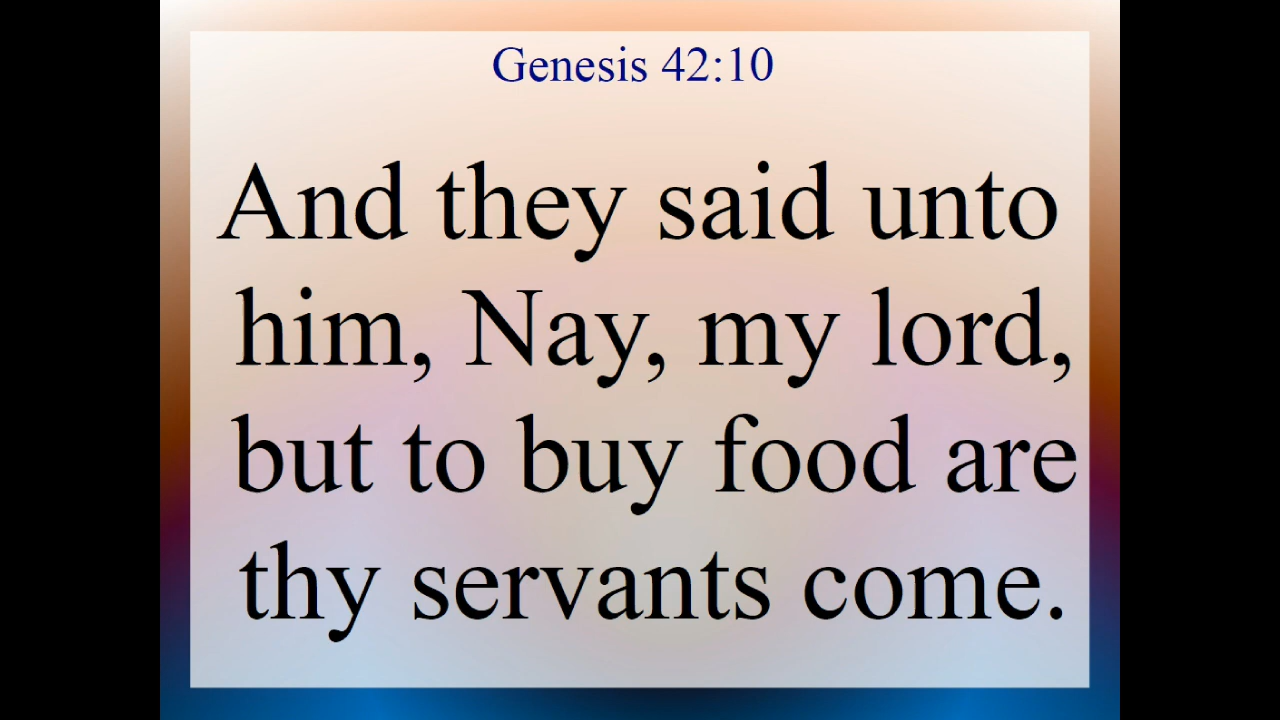 Genesis 42:10
And they said unto
him, Nay, my lord,
but to buy food are
thy servants come.